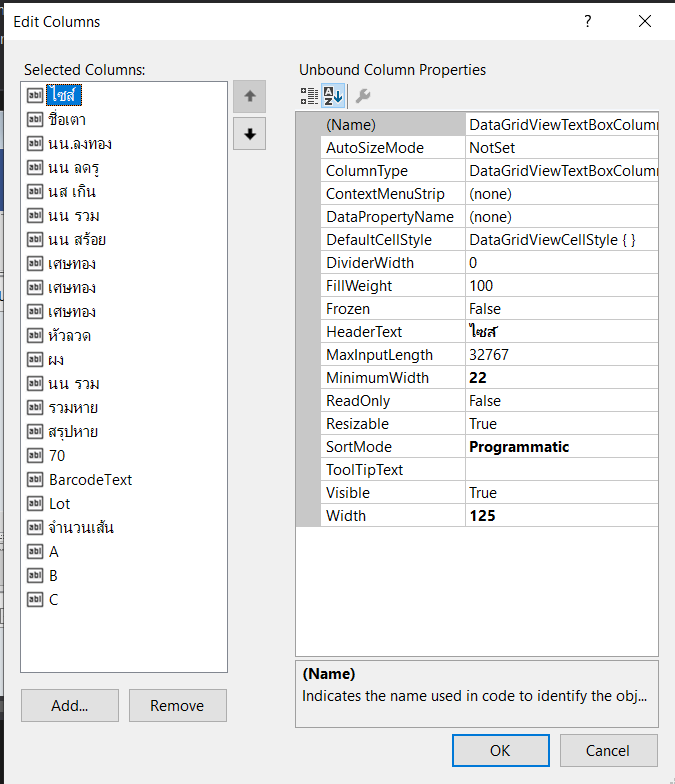 Edit Columns
?
Selected Columns:
ไซส์
ชื่อเตา
นน.ลงทอง
นน ลดรู
นส เกิน
นน รวม
นน สร้อย
เศษทอง
เศษทอง
เศษทอง
หัวลวด
ผง
นน รวม
รวมหาย
สรุปหาย
70
BarcodeText
Lot
จำนวนเส้น
A
B
C
Add...
Remove
Unbound Column Properties
(Name) DataGridViewTextBoxColumn
AutoSizeMode NotSet
ColumnType DataGridViewTextBoxColumn
ContextMenuStrip (none)
DataPropertyName (none)
DefaultCellStyle DataGridViewCellStyle { }
DividerWidth 0
FillWeight 100
Frozen False
HeaderText ไซส์
MaxInputLength 32767
MinimumWidth 22
ReadOnly False
Resizable True
SortMode Programmatic
ToolTipText
Visible True
Width 125
(Name)
Indicates the name used in code to identify the obj...
OK
Cancel